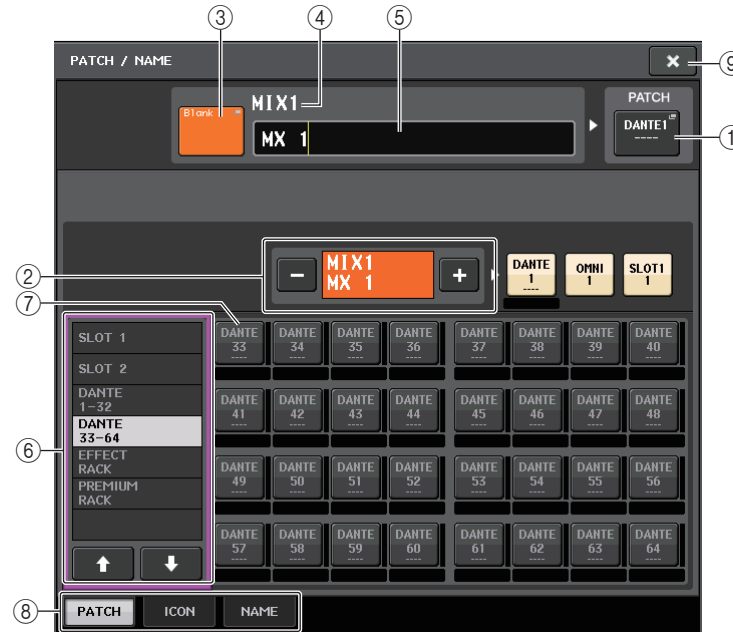 ③ ④ ⑤
PATCH / NAME × ⑨
Blank
MIX1
MX 1
PATCH
DANTE1
----
①
②
− MIX1
MX 1 +
DANTE
1
----
OMNI
1
SLOT1
1
⑦
SLOT 1
SLOT 2
DANTE
1-32
DANTE
33-64
EFFECT
RACK
PREMIUM
RACK
⑥
DANTE
33
----
DANTE
34
----
DANTE
35
----
DANTE
36
----
DANTE
37
----
DANTE
38
----
DANTE
39
----
DANTE
40
----
DANTE
41
----
DANTE
42
----
DANTE
43
----
DANTE
44
----
DANTE
45
----
DANTE
46
----
DANTE
47
----
DANTE
48
----
DANTE
49
----
DANTE
50
----
DANTE
51
----
DANTE
52
----
DANTE
53
----
DANTE
54
----
DANTE
55
----
DANTE
56
----
DANTE
57
----
DANTE
58
----
DANTE
59
----
DANTE
60
----
DANTE
61
----
DANTE
62
----
DANTE
63
----
DANTE
64
----
⑧
PATCH ICON NAME